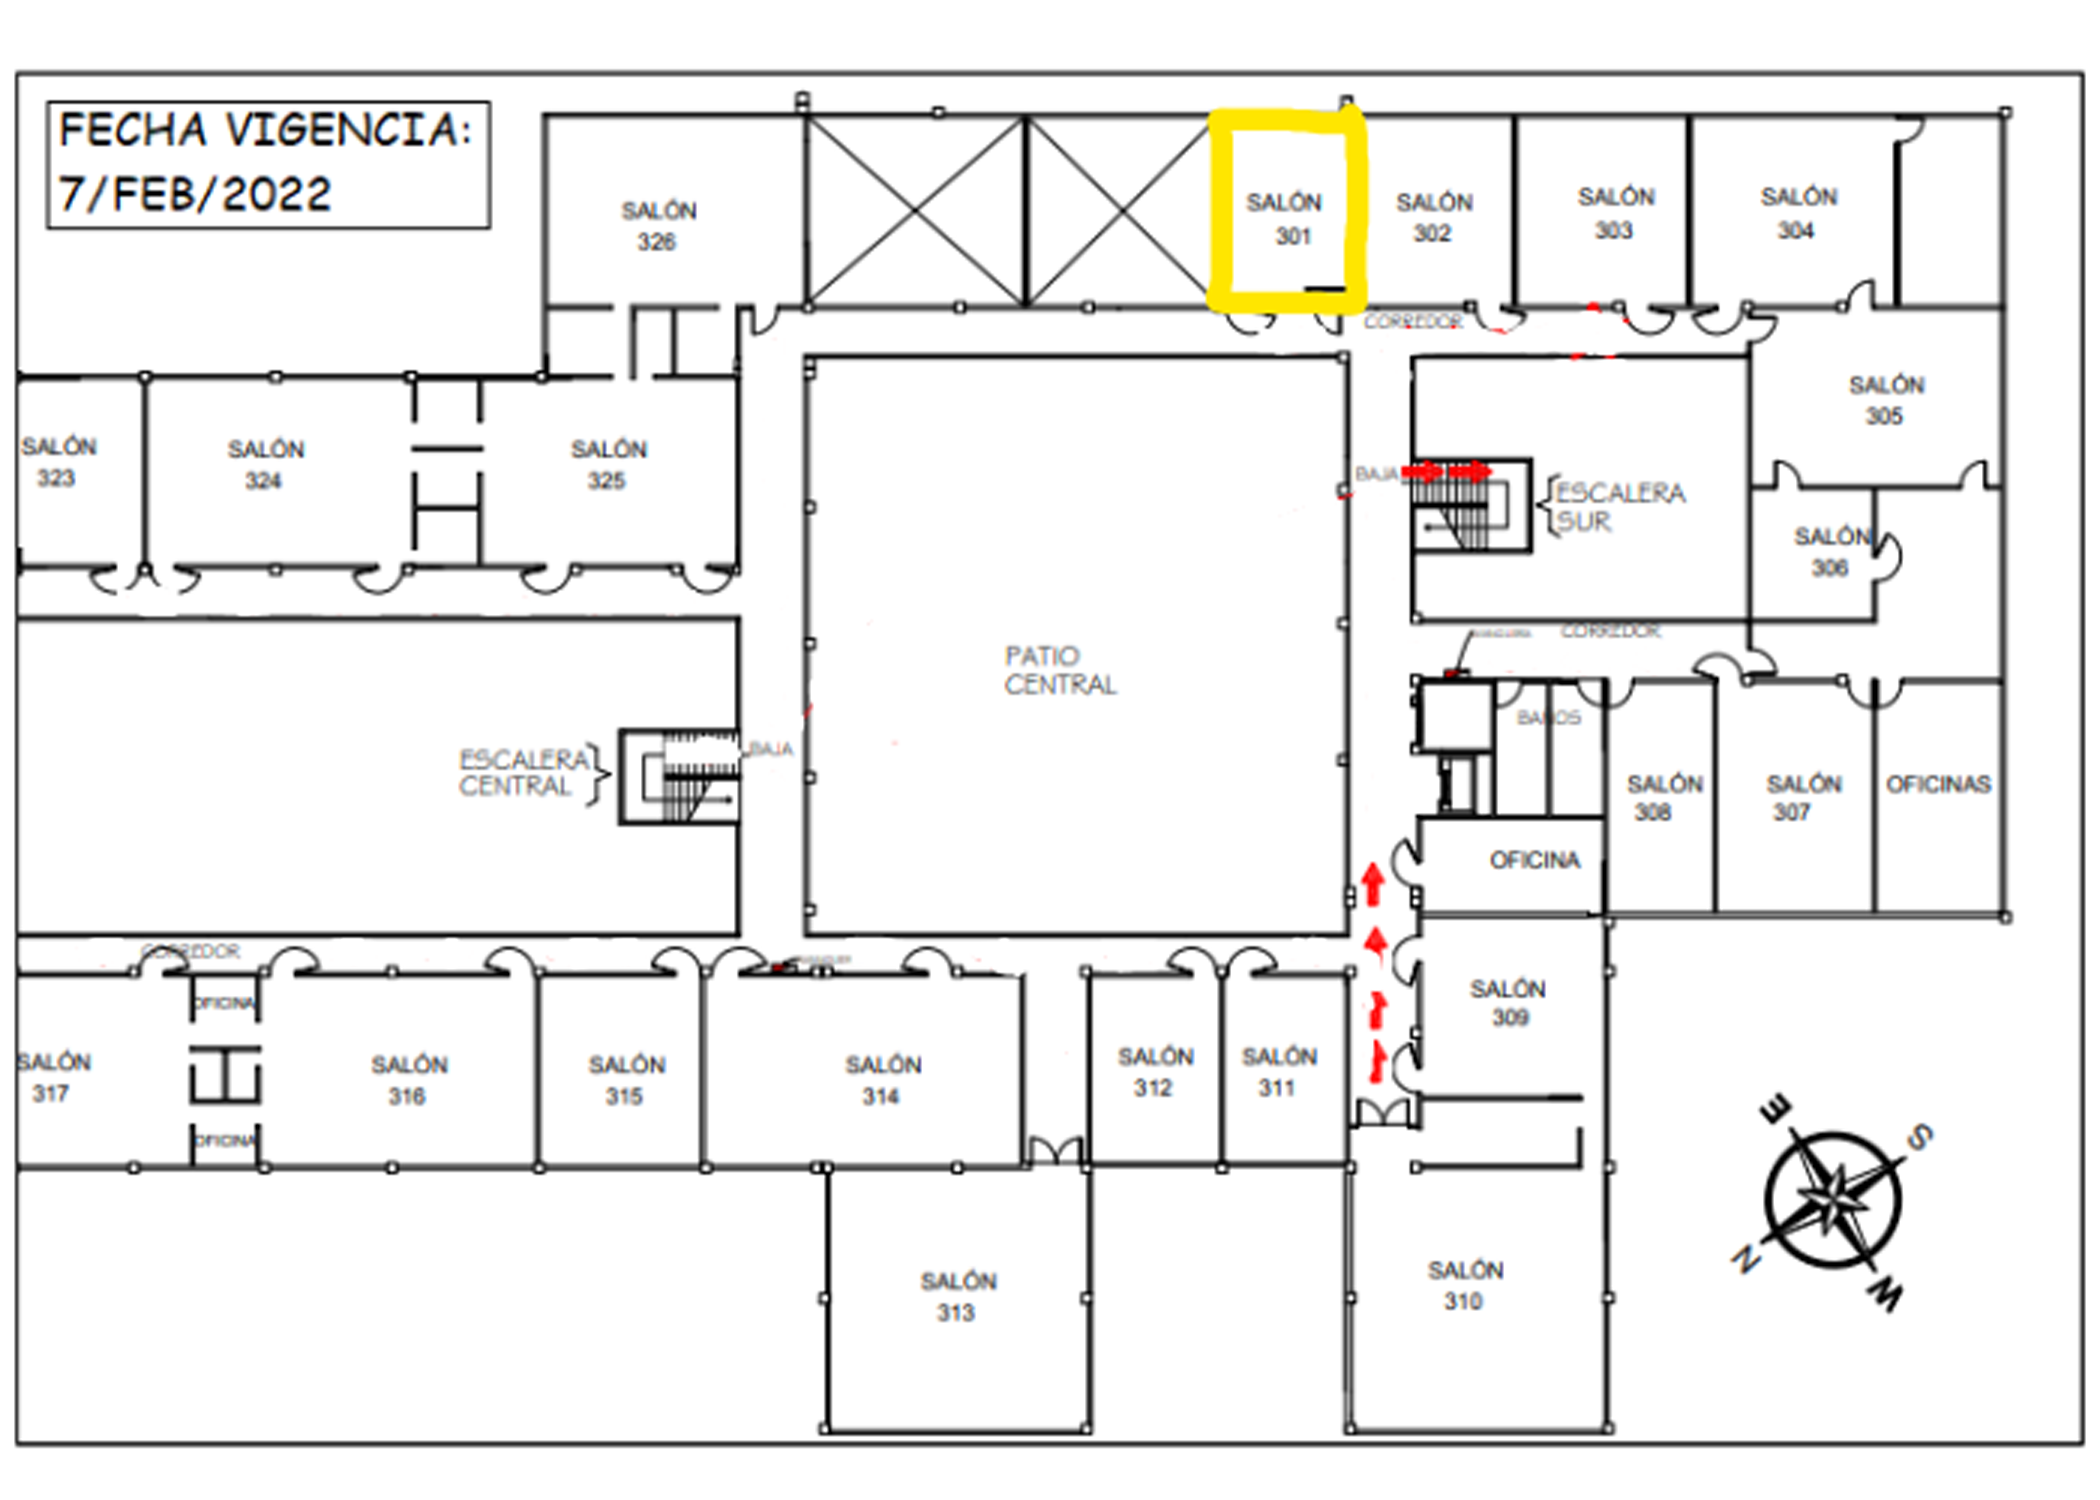 FECHA VIGENCIA:
7/FEB/2022
SALÓN
326
SALÓN
301
SALÓN
302
SALÓN
303
SALÓN
304
CORREDOR
SALÓN
305
SALÓN
323
SALÓN
324
SALÓN
325
BAJA
ESCALERA
SUR
SALÓN
306
CORREDOR
PATIO
CENTRAL
BAÑOS
ESCALERA
CENTRAL
BAJA
SALÓN
308
SALÓN
307
OFICINAS
OFICINA
CORREDOR
OFICINA
SALÓN
309
SALÓN
317
SALÓN
316
SALÓN
315
SALÓN
314
SALÓN
312
SALÓN
311
OFICINA
SALÓN
313
SALÓN
310
E
S
N
W